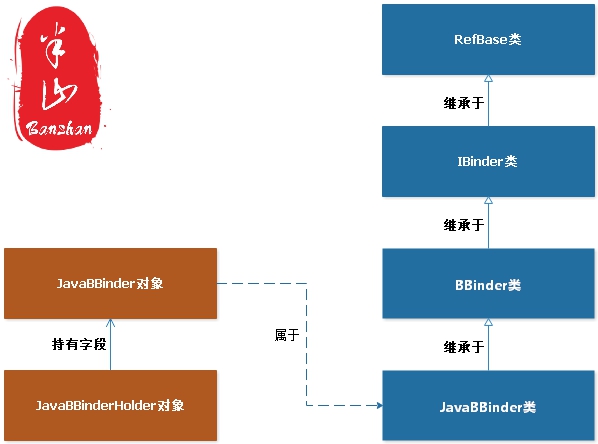 半山
Banshan
RefBase类
继承于
IBinder类
继承于
JavaBBinder对象
BBinder类
属于
持有字段
继承于
JavaBBinderHolder对象
JavaBBinder类